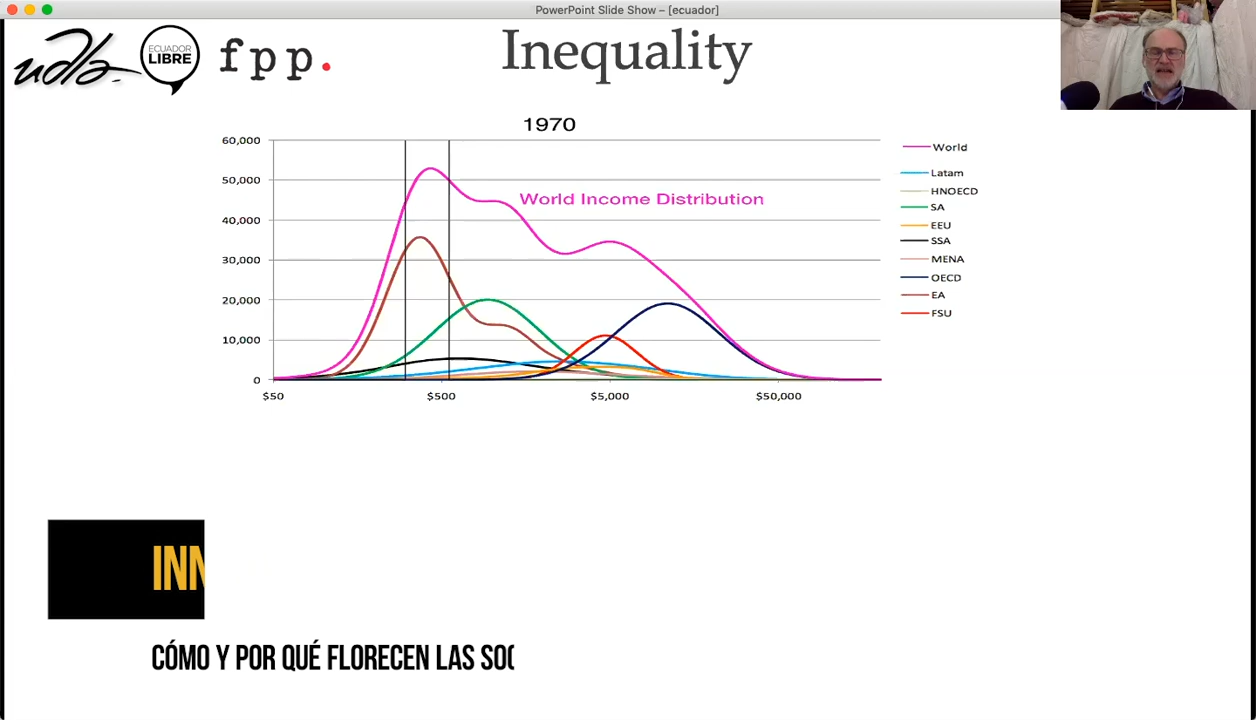 PowerPoint Slide Show – [ecuador]
udla-
ECUADOR
LIBRE
fpp.
Inequality
1970
60,000
50,000
40,000
30,000
20,000
10,000
0
$50
$500
$5,000
$50,000
World Income Distribution
World
Latam
HNOECD
SA
EEU
SSA
MENA
OECD
EA
FSU
INN
CÓMO Y POR QUÉ FLORECEN LAS SOC